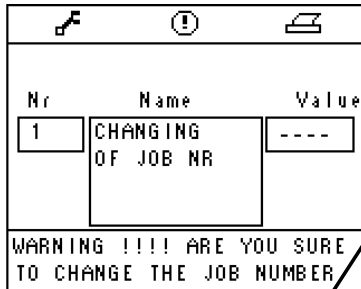 Nr Name Value
1 CHANGING ----
OF JOB NR
WARNING !!!! ARE YOU SURE
TO CHANGE THE JOB NUMBER